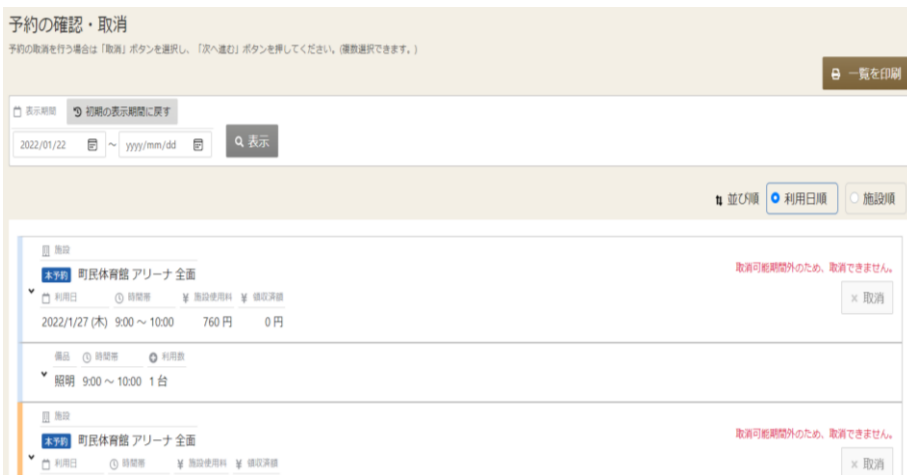 予約の確認・取消
予約の取消を行う場合は「取消」ボタンを選択し、「次へ進む」ボタンを押してください。(複数選択できます。)
一覧を印刷
表示期間 初期の表示期間に戻す
2022/01/22 ～ yyyy/mm/dd 表示
並び順 利用日順 施設順
施設
本予約 町民体育館 アリーナ 全面
取消可能期間外のため、取消できません。
利用日 時間帯 ¥ 施設使用料 ¥ 領収済額
× 取消
2022/1/27 (木) 9:00 ～ 10:00 760 円 0 円
備品 時間帯 利用数
照明 9:00 ～ 10:00 1 台
施設
本予約 町民体育館 アリーナ 全面
取消可能期間外のため、取消できません。
利用日 時間帯 ¥ 施設使用料 ¥ 領収済額
× 取消